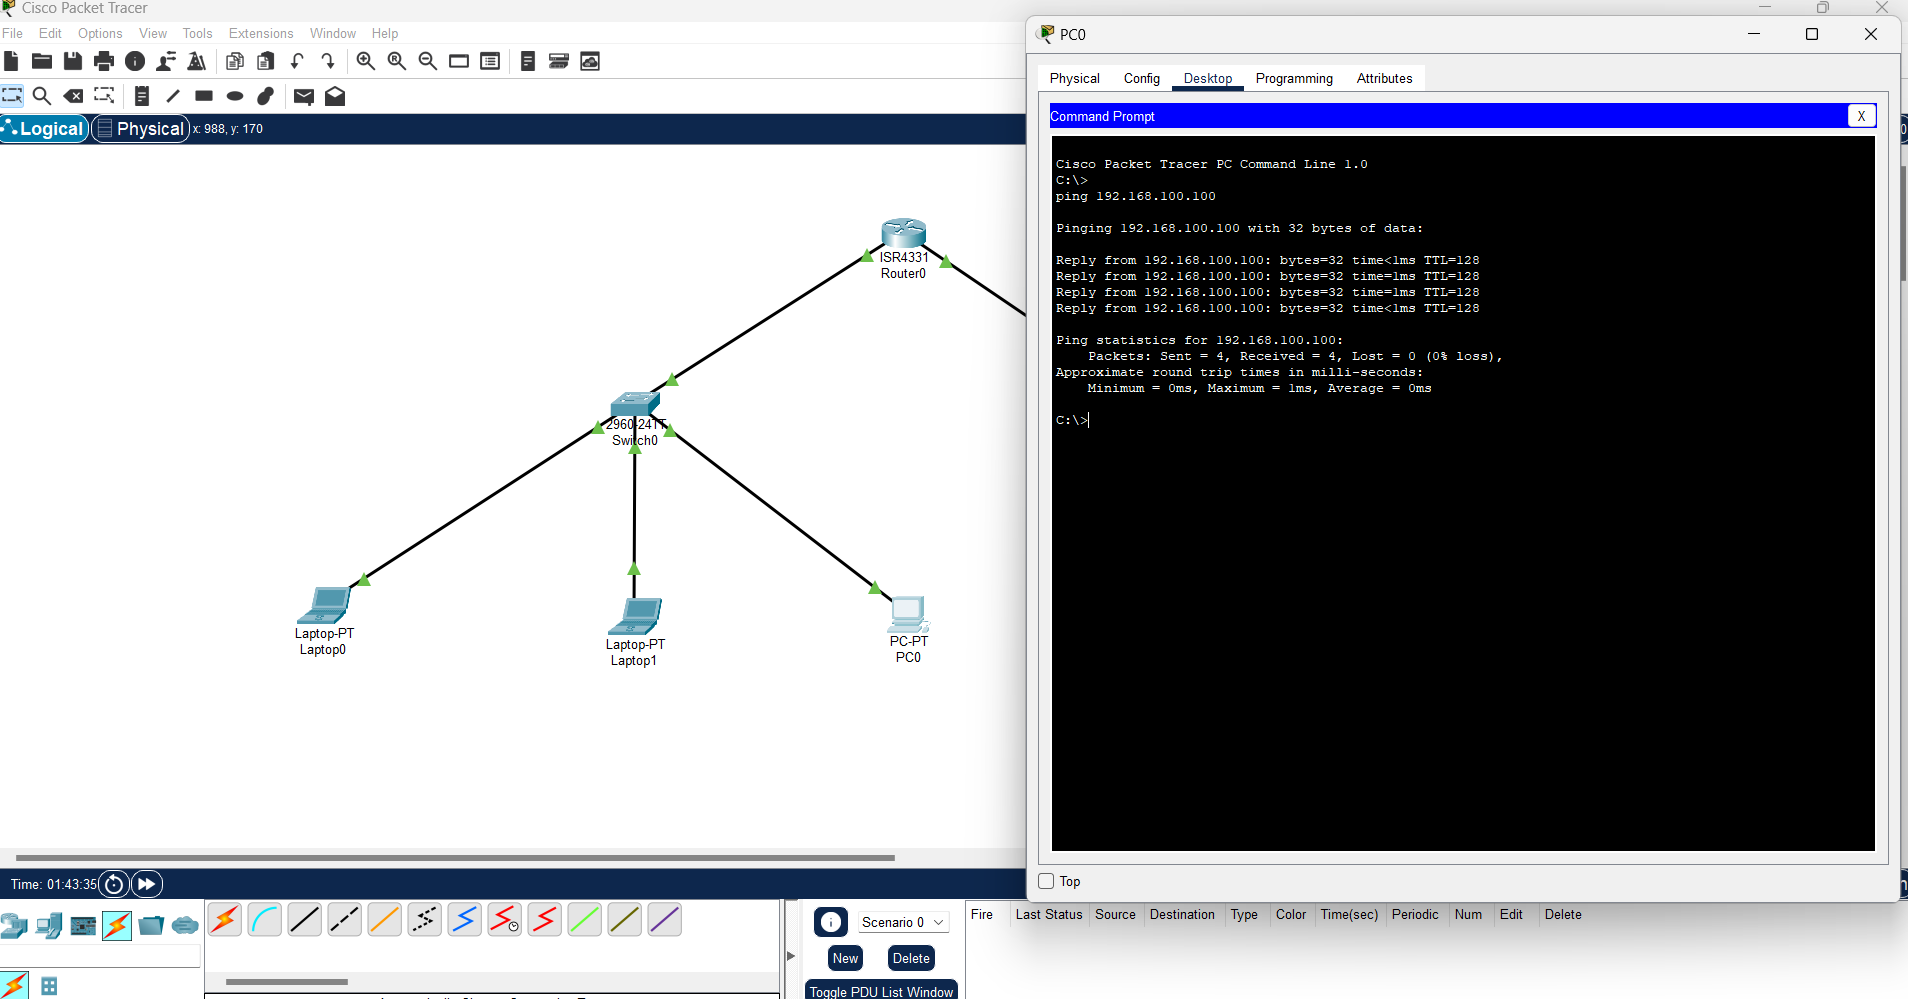 Cisco Packet Tracer
File Edit Options View Tools Extensions Window Help
Logical Physical x: 988, y: 170
ISR4331
Router0
2960-24TT
Switch0
Laptop-PT
Laptop0
Laptop-PT
Laptop1
PC-PT
PC0
Time: 01:43:35
Scenario 0
New Delete
Toggle PDU List Window
Fire Last Status Source Destination Type Color Time(sec) Periodic Num Edit Delete
PC0
Physical Config Desktop Programming Attributes
Command Prompt X
Cisco Packet Tracer PC Command Line 1.0
C:\>
ping 192.168.100.100
Pinging 192.168.100.100 with 32 bytes of data:
Reply from 192.168.100.100: bytes=32 time<1ms TTL=128
Reply from 192.168.100.100: bytes=32 time=1ms TTL=128
Reply from 192.168.100.100: bytes=32 time=1ms TTL=128
Reply from 192.168.100.100: bytes=32 time<1ms TTL=128
Ping statistics for 192.168.100.100:
Packets: Sent = 4, Received = 4, Lost = 0 (0% loss),
Approximate round trip times in milli-seconds:
Minimum = 0ms, Maximum = 1ms, Average = 0ms
C:\>
Top